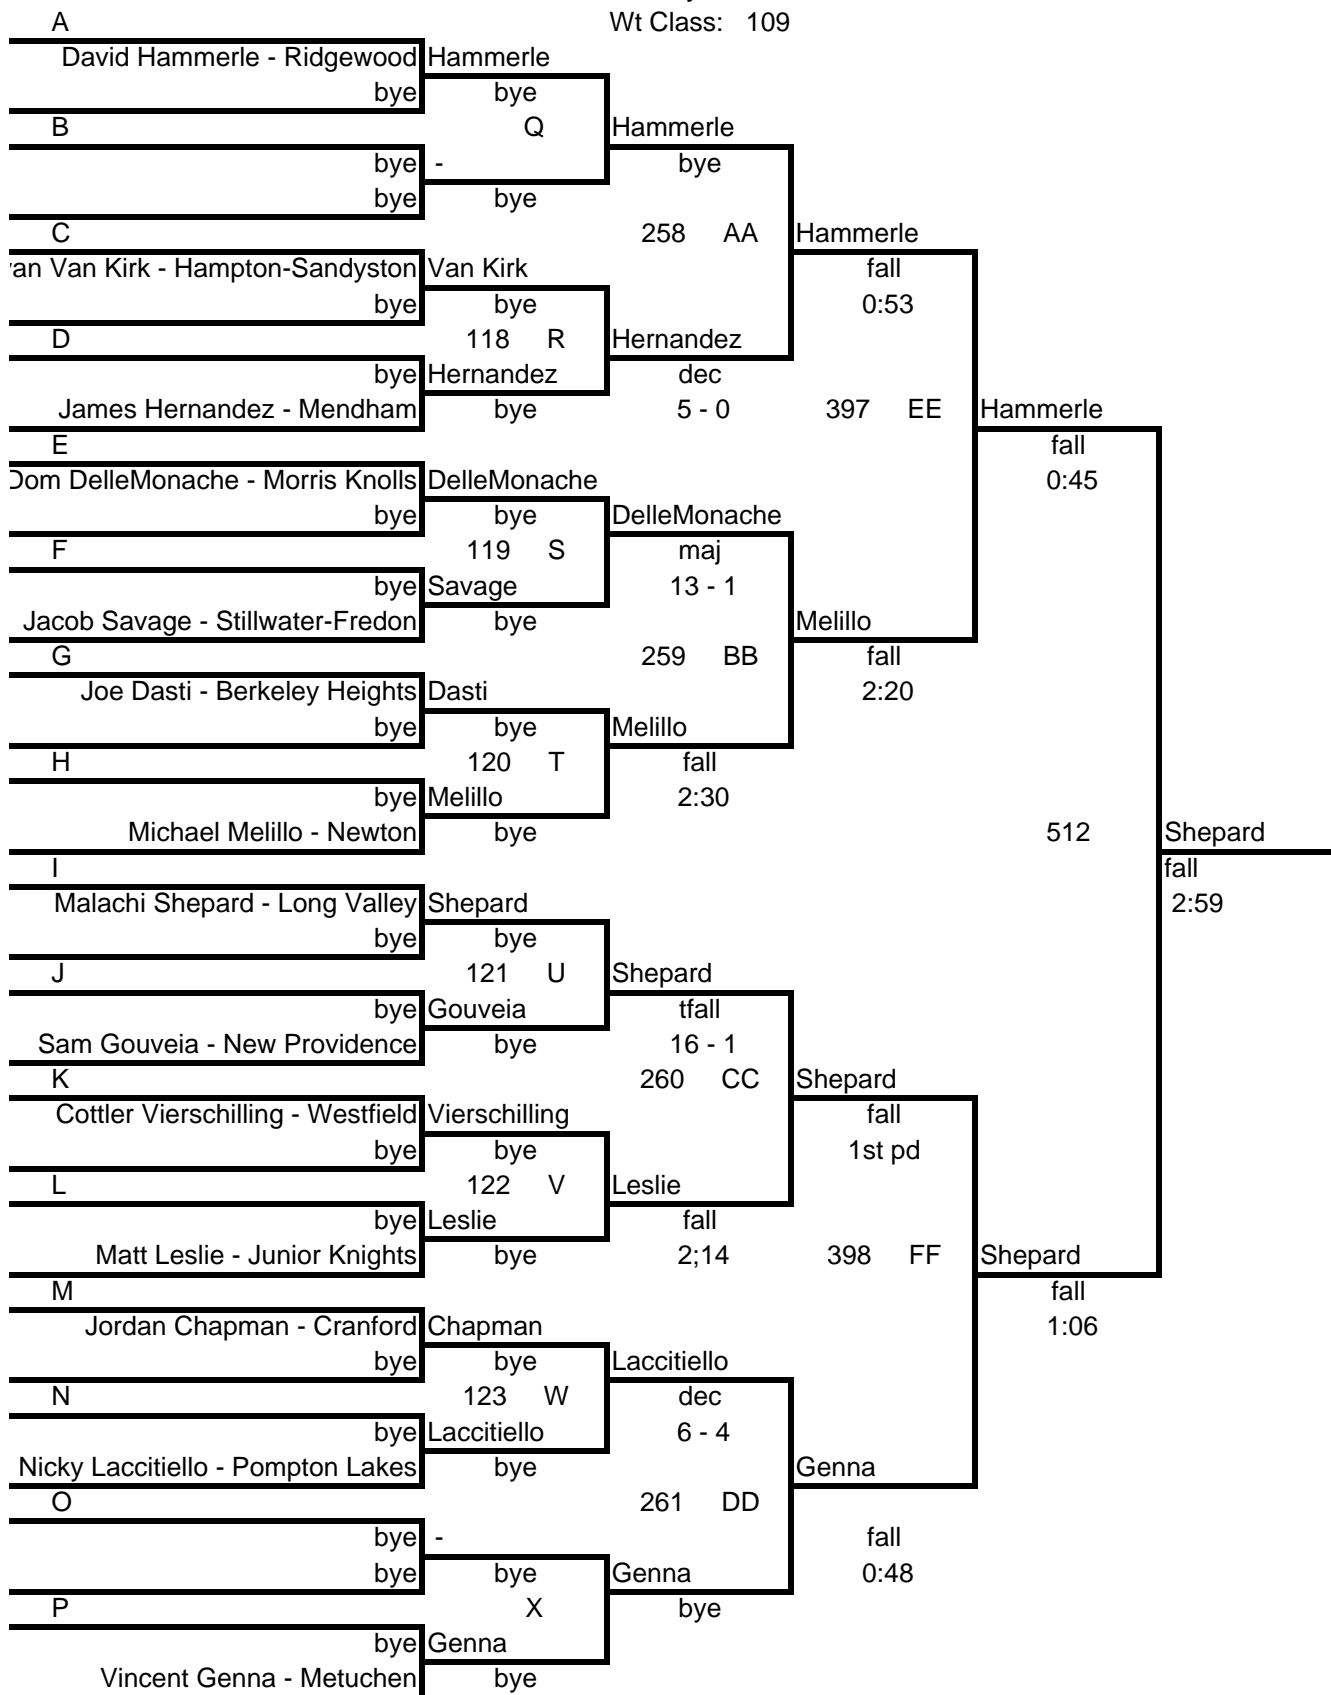 A
Wt Class: 109
David Hammerle - Ridgewood Hammerle
bye bye
B Q Hammerle
bye - bye
bye bye
C 258 AA Hammerle
Van Kirk - Hampton-Sandyston Van Kirk fall
bye bye 0:53
D 118 R Hernandez
bye Hernandez dec
James Hernandez - Mendham bye 5 - 0 397 EE Hammerle
E fall
Dom DelleMonache - Morris Knolls DelleMonache 0:45
bye bye DelleMonache
F 119 S maj
bye Savage 13 - 1
Jacob Savage - Stillwater-Fredon bye Melillo
G 259 BB fall
Joe Dasti - Berkeley Heights Dasti 2:20
bye bye Melillo
H 120 T fall
bye Melillo 2:30
Michael Melillo - Newton bye 512 Shepard
I fall
Malachi Shepard - Long Valley Shepard 2:59
bye bye
J 121 U Shepard
bye Gouveia tfall
Sam Gouveia - New Providence bye 16 - 1
K 260 CC Shepard
Cottler Vierschilling - Westfield Vierschilling fall
bye bye 1st pd
L 122 V Leslie
bye Leslie fall
Matt Leslie - Junior Knights bye 2;14 398 FF Shepard
M fall
Jordan Chapman - Cranford Chapman 1:06
bye bye Laccitiello
N 123 W dec
bye Laccitiello 6 - 4
Nicky Laccitiello - Pompton Lakes bye Genna
O 261 DD
bye - fall
bye bye Genna 0:48
P X bye
bye Genna
Vincent Genna - Metuchen bye